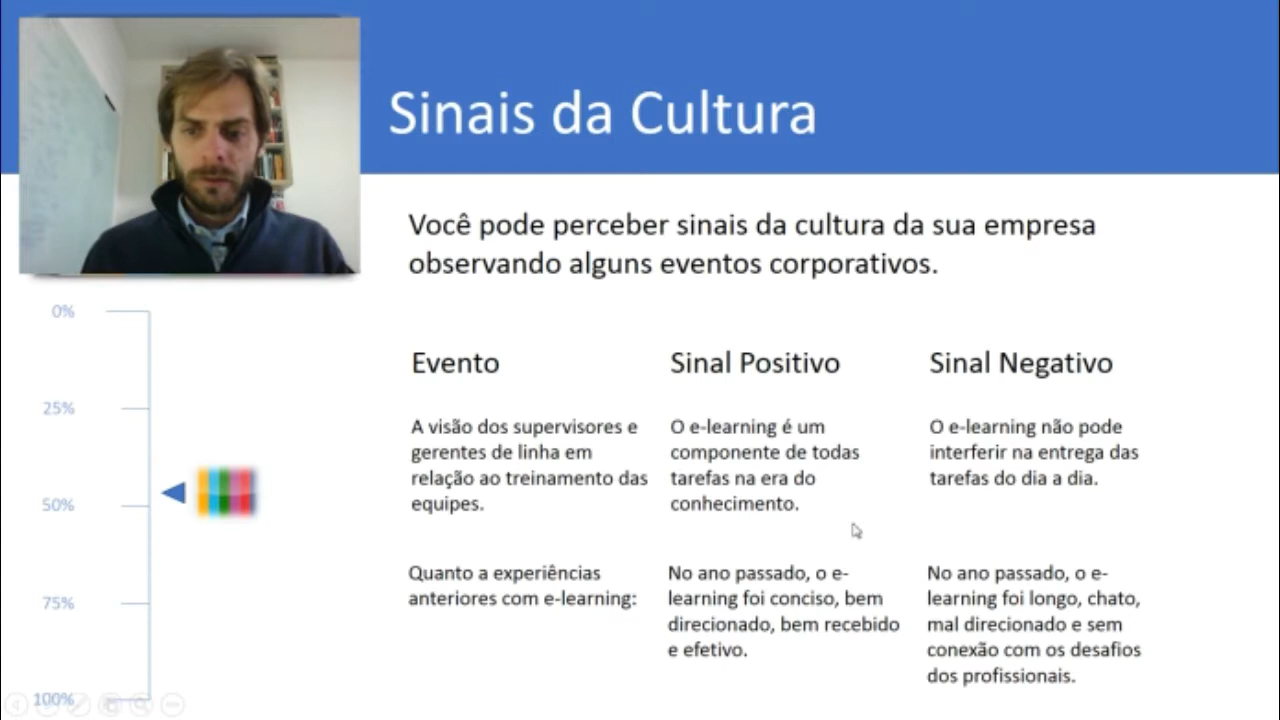 Sinais da Cultura
Você pode perceber sinais da cultura da sua empresa
observando alguns eventos corporativos.
0%
25%
50%
75%
100%
Evento
Sinal Positivo
Sinal Negativo
A visão dos supervisores e
gerentes de linha em
relação ao treinamento das
equipes.
O e-learning é um
componente de todas
tarefas na era do
conhecimento.
O e-learning não pode
interferir na entrega das
tarefas do dia a dia.
Quanto a experiências
anteriores com e-learning:
No ano passado, o e-
learning foi conciso, bem
direcionado, bem recebido
e efetivo.
No ano passado, o e-
learning foi longo, chato,
mal direcionado e sem
conexão com os desafios
dos profissionais.